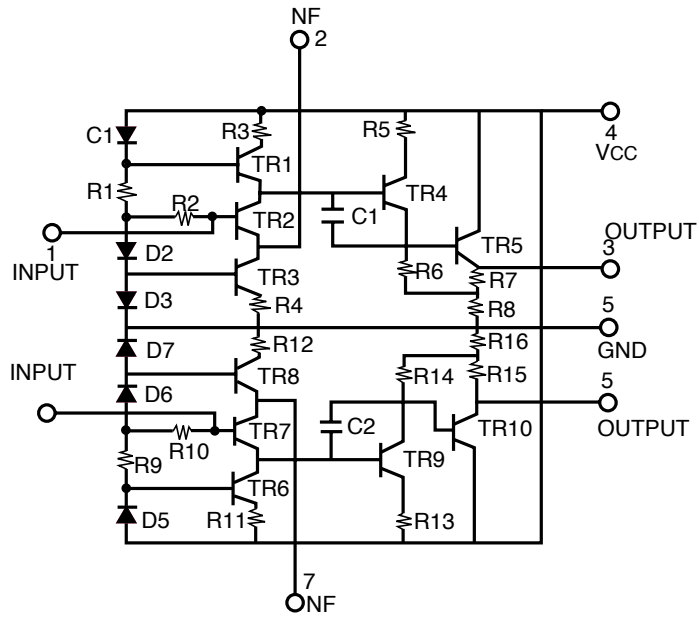 NF
2
C1
R3
R5
4
VCC
TR1
R1
R2
TR4
TR2
C1
1
INPUT
D2
TR5
OUTPUT
3
TR3
R6
R7
D3
R4
R8
5
GND
D7
R12
R16
INPUT
TR8
R14
R15
5
D6
OUTPUT
C2
TR7
TR10
R10
R9
TR9
TR6
D5
R11
R13
7
NF